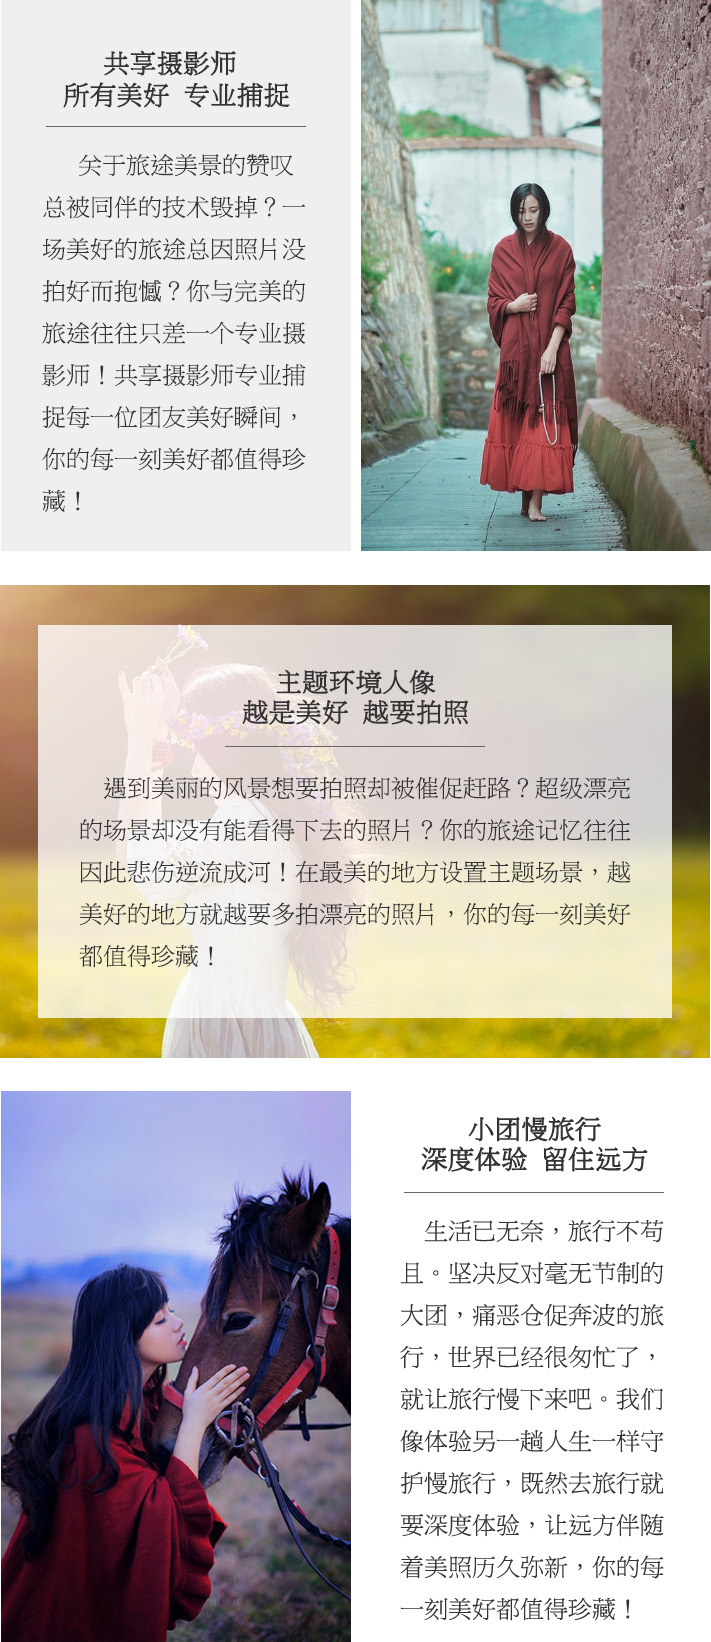 共享摄影师
所有美好 专业捕捉
关于旅途美景的赞叹
总被同伴的技术毁掉？一
场美好的旅途总因照片没
拍好而抱憾？你与完美的
旅途往往只差一个专业摄
影师！共享摄影师专业捕
捉每一位团友美好瞬间，
你的每一刻美好都值得珍
藏！
主题环境人像
越是美好 越要拍照
遇到美丽的风景想要拍照却被催促赶路？超级漂亮
的场景却没有能看得下去的照片？你的旅途记忆往往
因此悲伤逆流成河！在最美的地方设置主题场景，越
美好的地方就越要多拍漂亮的照片，你的每一刻美好
都值得珍藏！
小团慢旅行
深度体验 留住远方
生活已无奈，旅行不苟
且。坚决反对毫无节制的
大团，痛恶仓促奔波的旅
行，世界已经很匆忙了，
就让旅行慢下来吧。我们
像体验另一趟人生一样守
护慢旅行，既然去旅行就
要深度体验，让远方伴随
着美照历久弥新，你的每
一刻美好都值得珍藏！